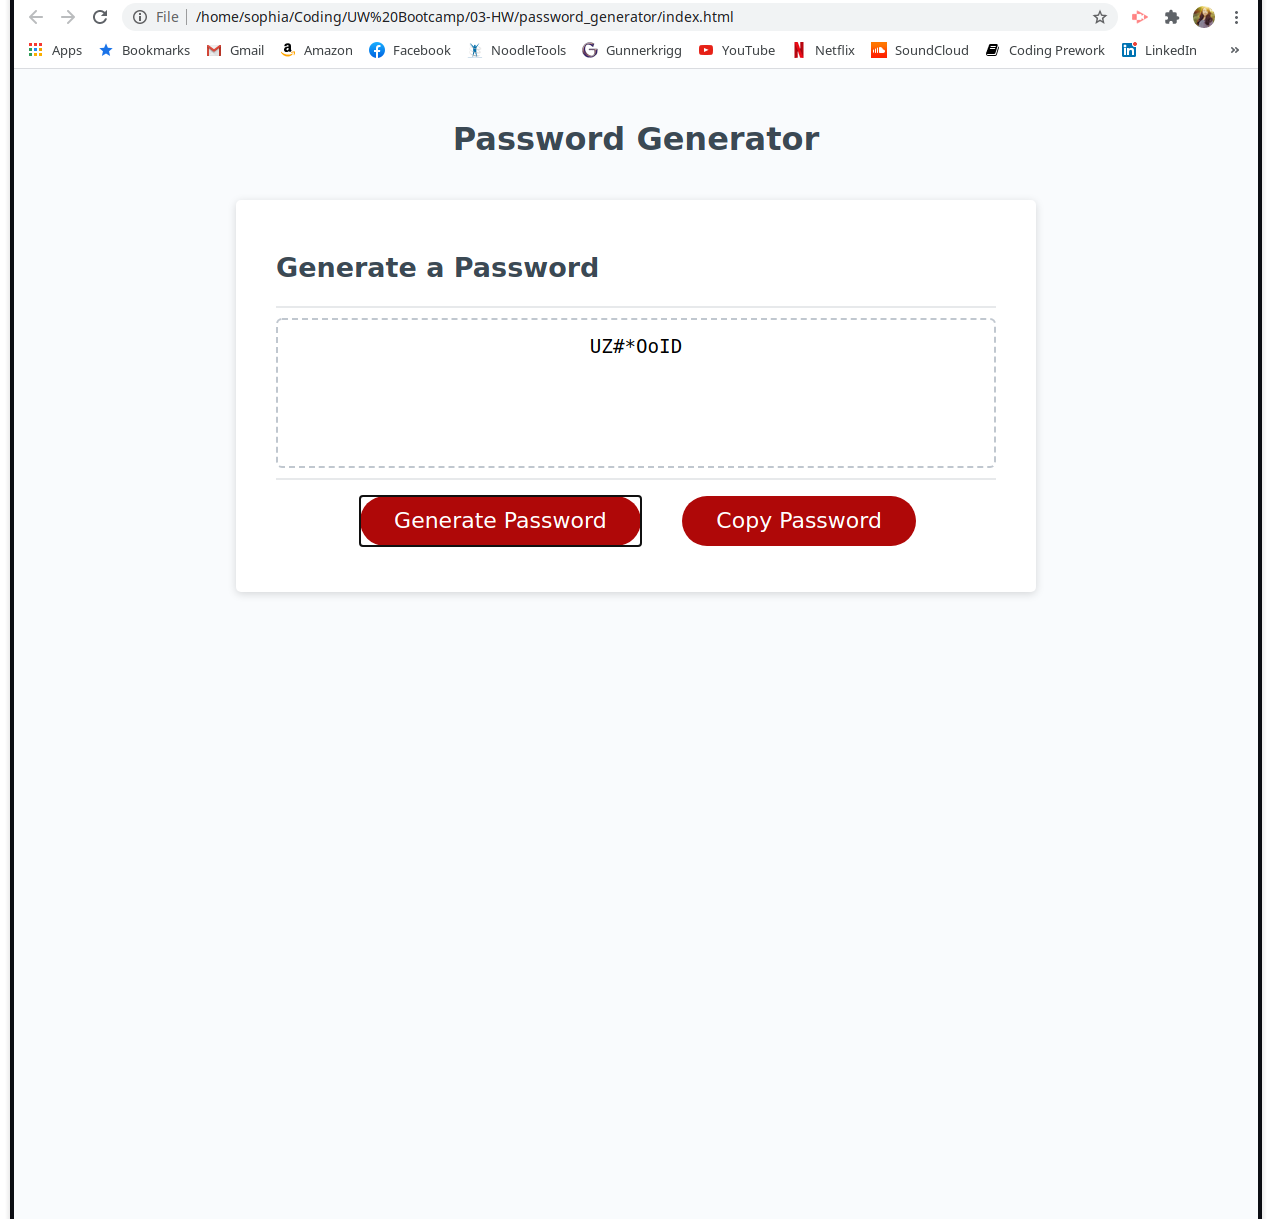 File /home/sophia/Coding/UW%20Bootcamp/03-HW/password_generator/index.html
Apps Bookmarks Gmail Amazon Facebook NoodleTools Gunnerkrigg YouTube Netflix SoundCloud Coding Prework LinkedIn »
Password Generator
Generate a Password
UZ#*OoID
Generate Password Copy Password